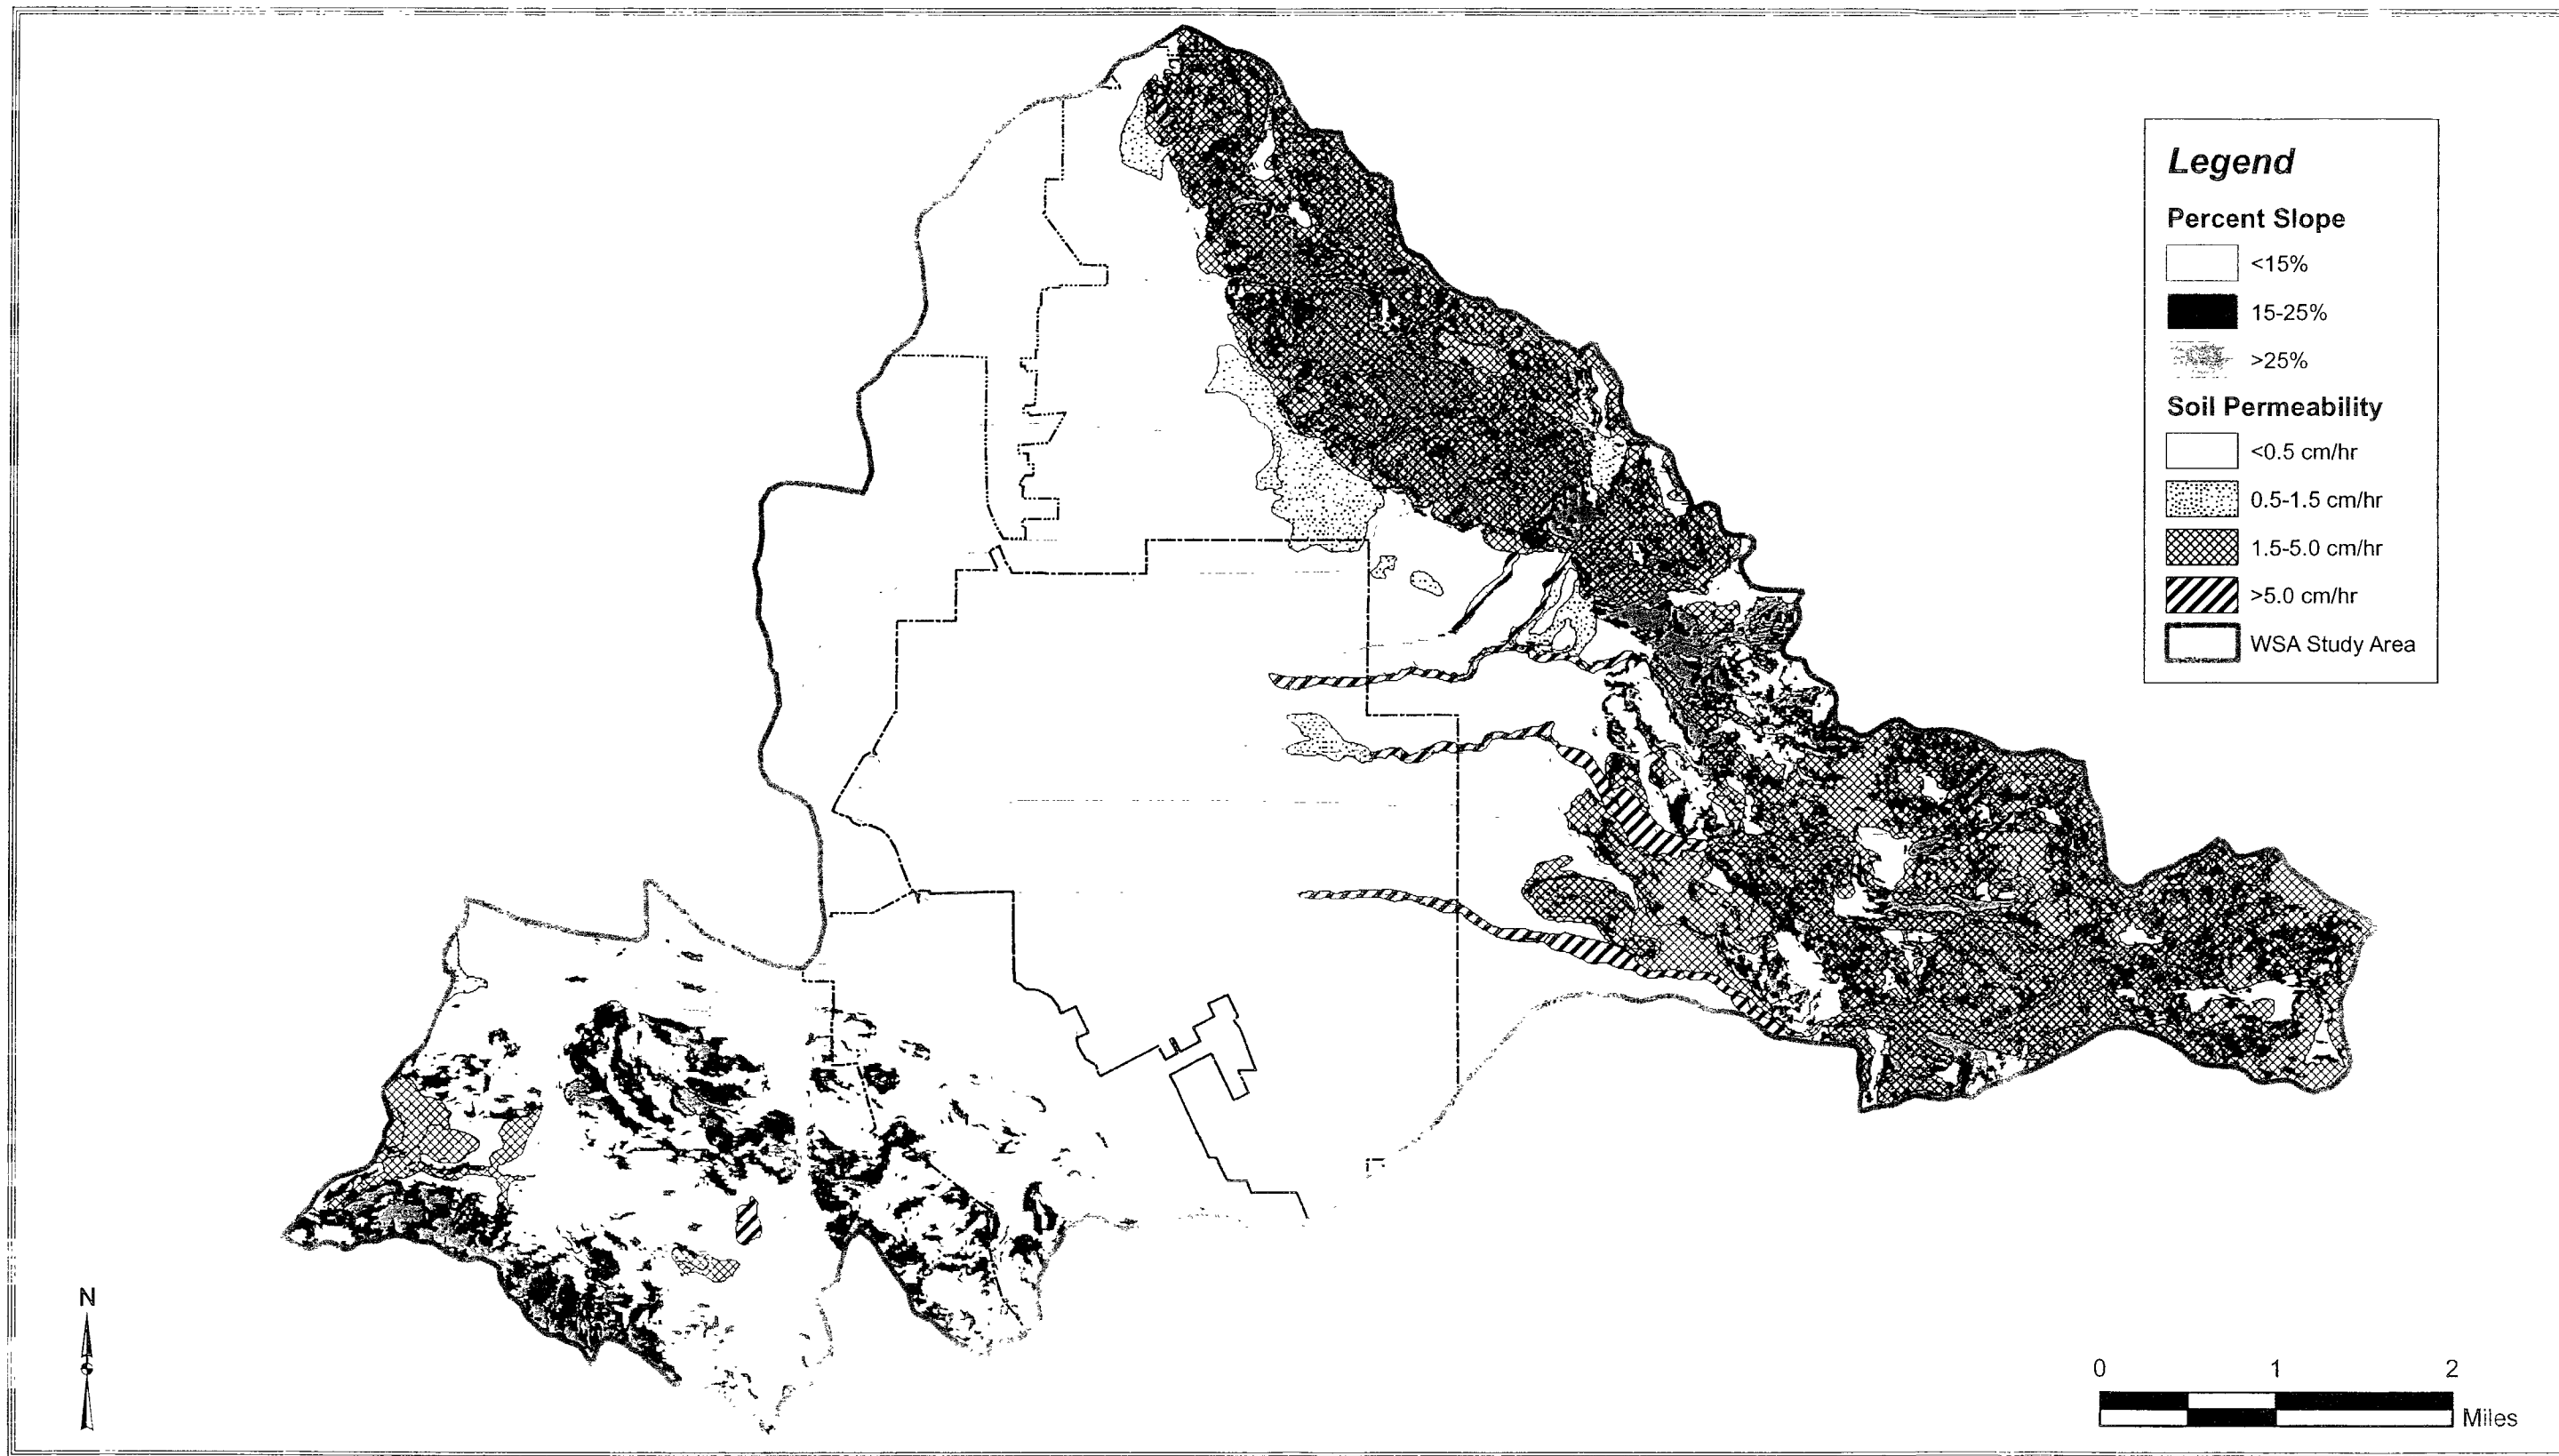 Legend
Percent Slope
<15%
15-25%
>25%
Soil Permeability
<0.5 cm/hr
0.5-1.5 cm/hr
1.5-5.0 cm/hr
>5.0 cm/hr
WSA Study Area
N
0 1 2
Miles